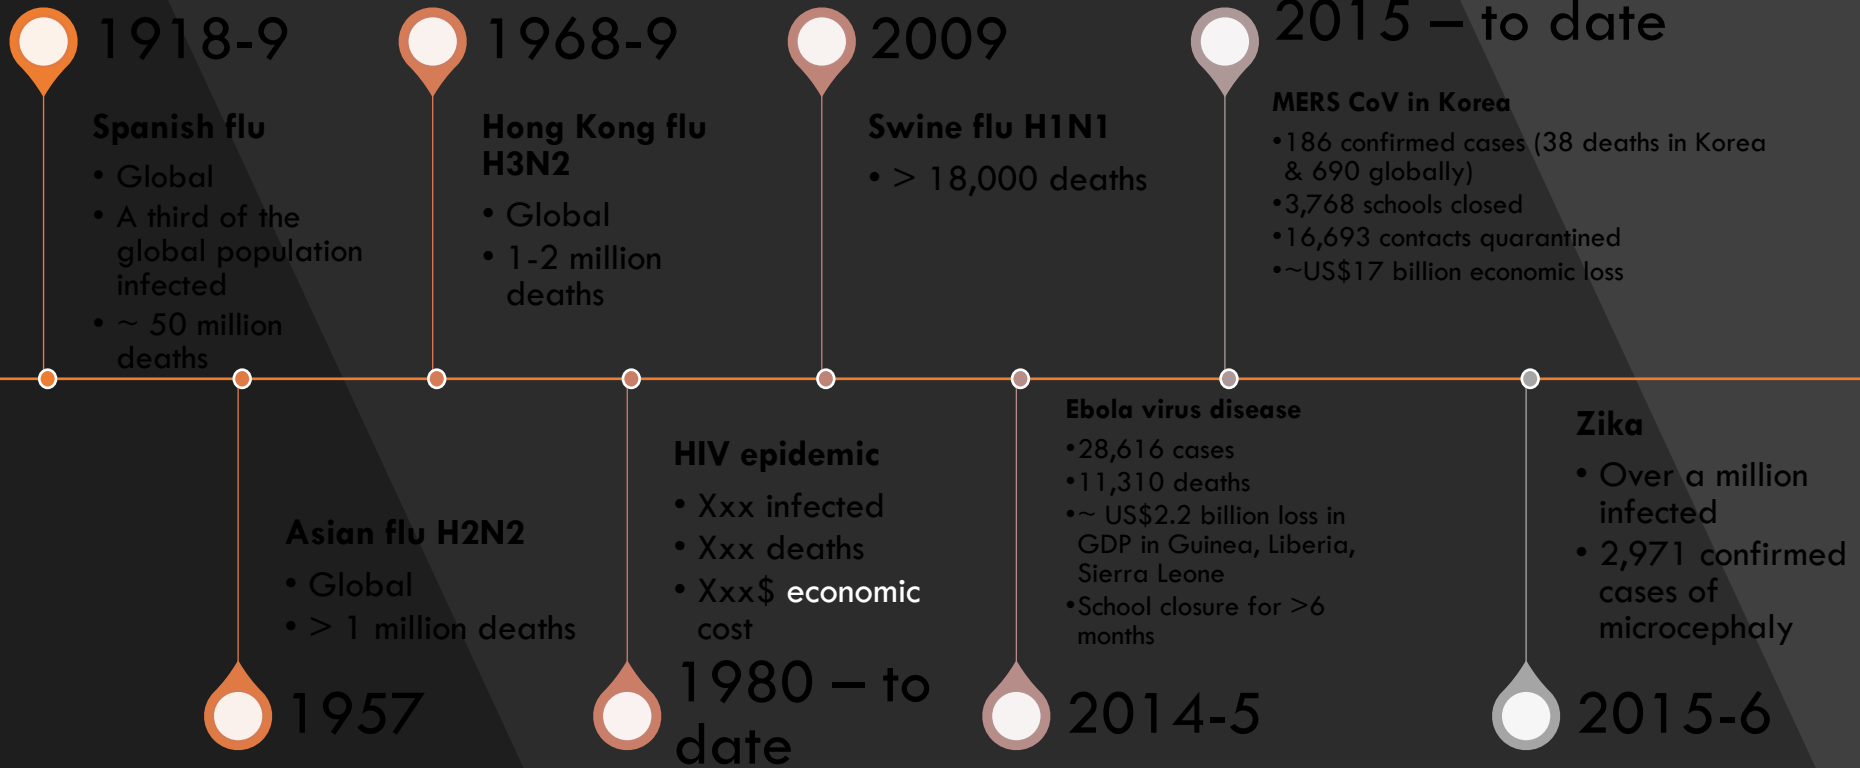 1918-9
Spanish flu
• Global
• A third of the
global population
infected
• ~ 50 million
deaths
1957
Asian flu H2N2
• Global
• > 1 million deaths
1968-9
Hong Kong flu
H3N2
• Global
• 1-2 million
deaths
1980 – to
date
HIV epidemic
• Xxx infected
• Xxx deaths
• Xxx$ economic
cost
2009
Swine flu H1N1
• > 18,000 deaths
2014-5
Ebola virus disease
•28,616 cases
•11,310 deaths
•~ US$2.2 billion loss in
GDP in Guinea, Liberia,
Sierra Leone
•School closure for >6
months
2015 – to date
MERS CoV in Korea
•186 confirmed cases (38 deaths in Korea
& 690 globally)
•3,768 schools closed
•16,693 contacts quarantined
•~US$17 billion economic loss
2015-6
Zika
• Over a million
infected
• 2,971 confirmed
cases of
microcephaly